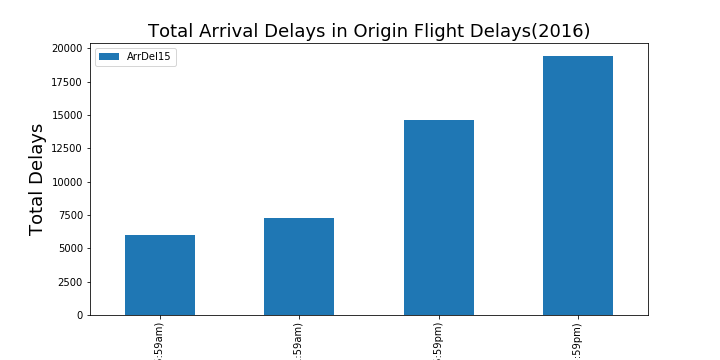 Total Arrival Delays in Origin Flight Delays(2016)
ArrDel15
Total Delays
20000
17500
15000
12500
10000
7500
5000
2500
0
:59am)
:59am)
:59pm)
:59pm)